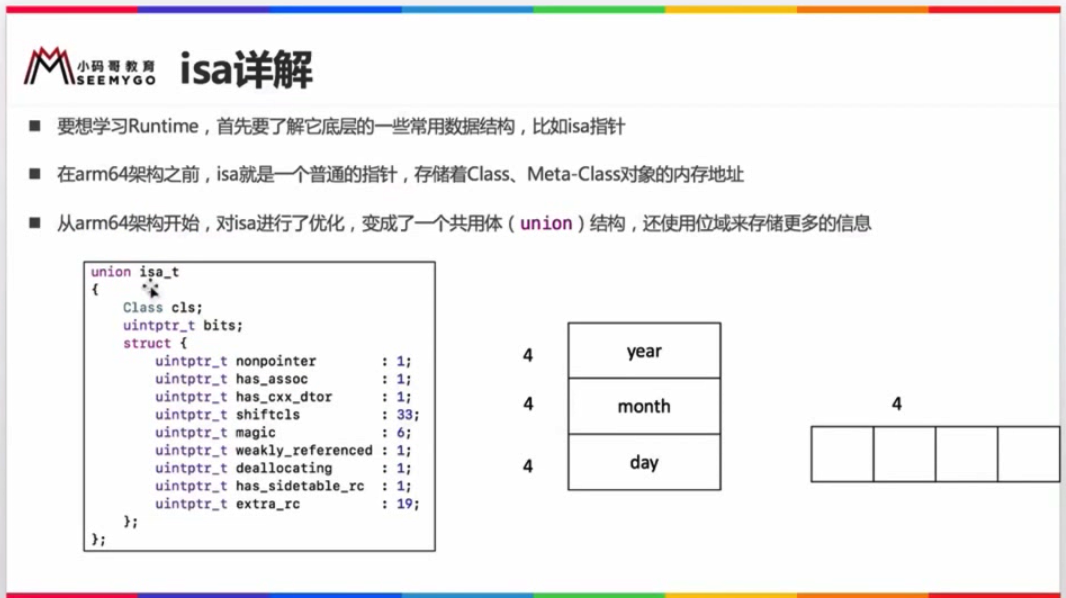 小码哥教育
SEEMYGO
isa详解
■ 要想学习Runtime，首先要了解它底层的一些常用数据结构，比如isa指针
■ 在arm64架构之前，isa就是一个普通的指针，存储着Class、Meta-Class对象的内存地址
■ 从arm64架构开始，对isa进行了优化，变成了一个共用体（union）结构，还使用位域来存储更多的信息
union isa_t
{
    Class cls;
    uintptr_t bits;
    struct {
        uintptr_t nonpointer        : 1;
        uintptr_t has_assoc         : 1;
        uintptr_t has_cxx_dtor      : 1;
        uintptr_t shiftcls          : 33;
        uintptr_t magic             : 6;
        uintptr_t weakly_referenced : 1;
        uintptr_t deallocating      : 1;
        uintptr_t has_sidetable_rc  : 1;
        uintptr_t extra_rc          : 19;
    };
};
4 year
4 month
4 day
4